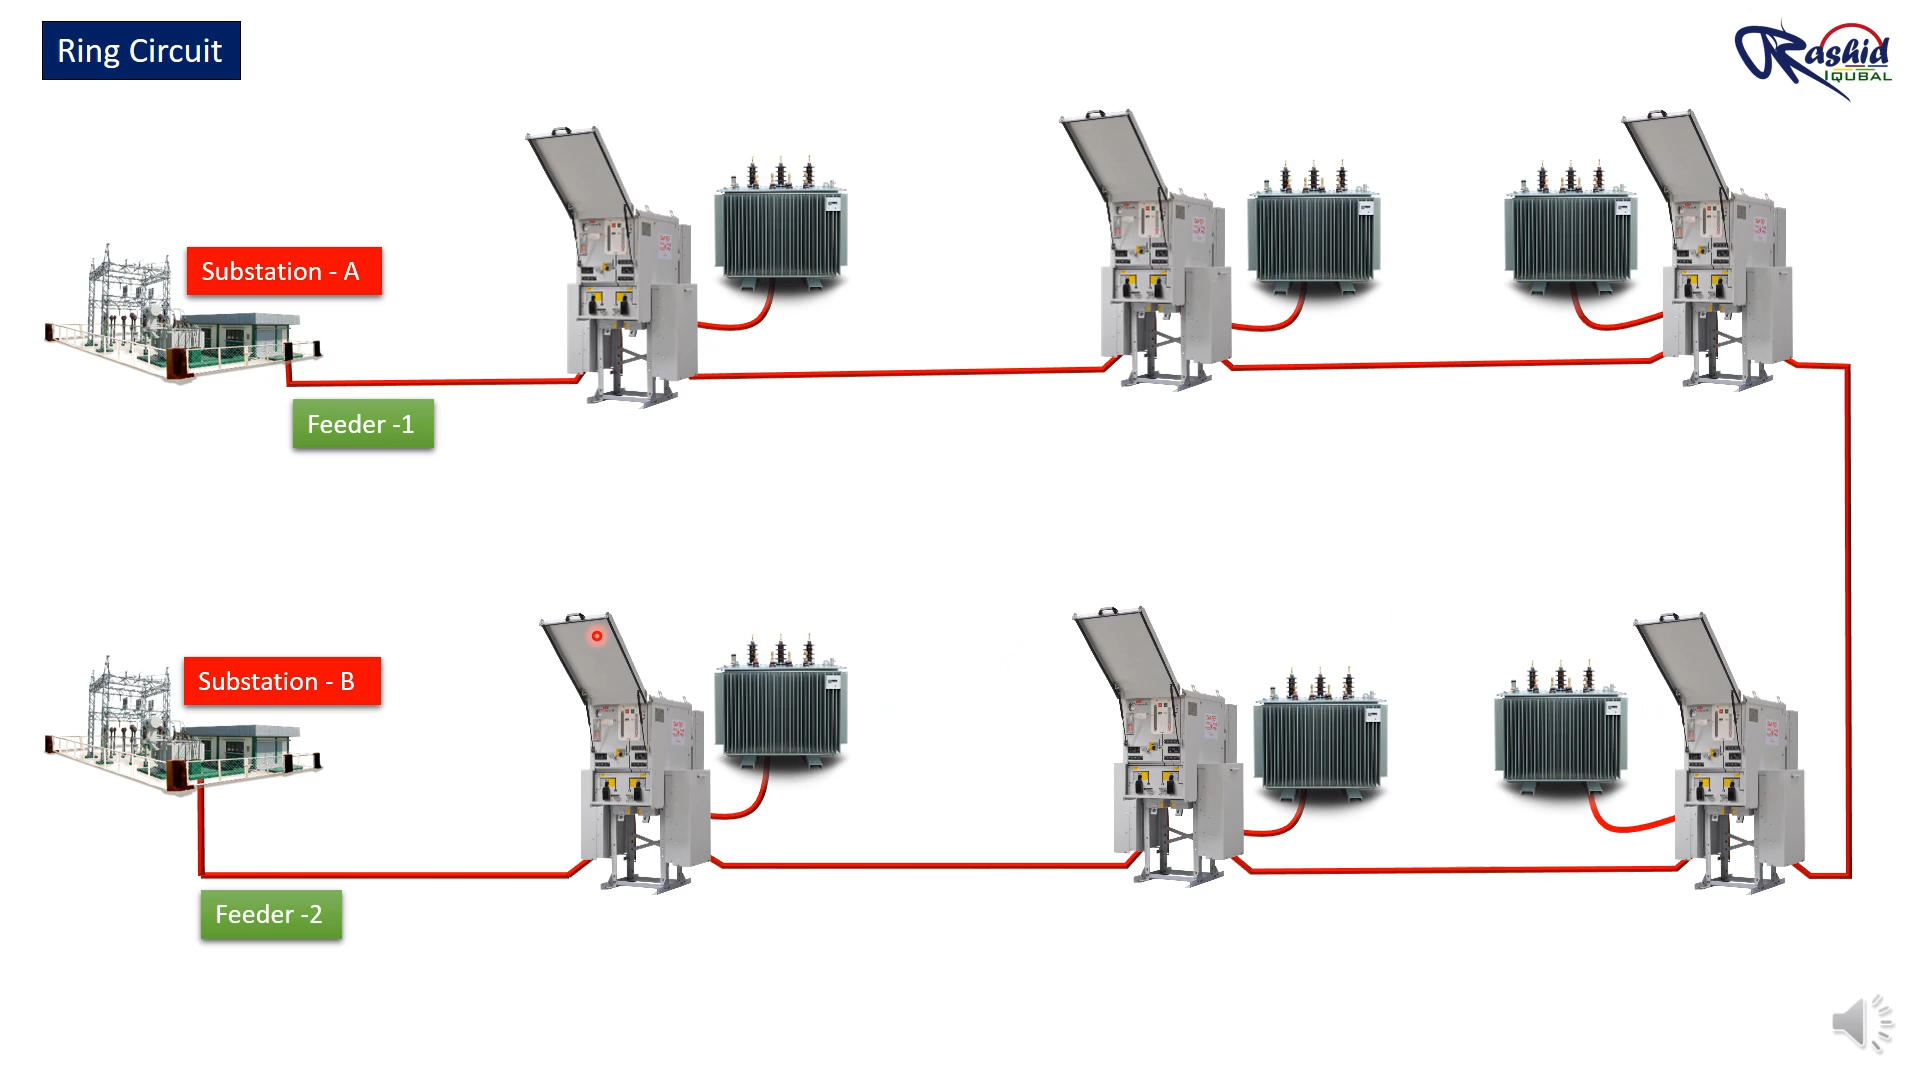 Ring Circuit
Rashid
IQUBAL
Substation - A
Feeder -1
Substation - B
Feeder -2